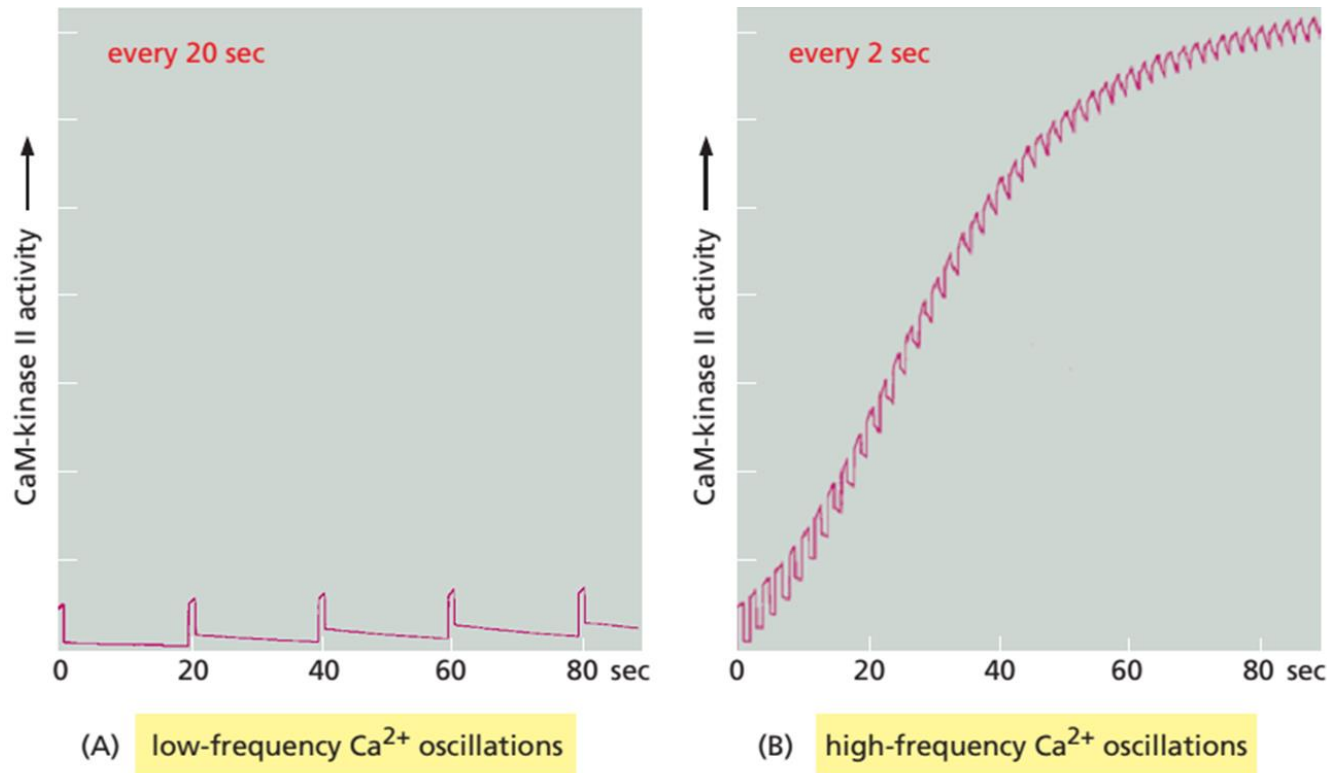 every 20 sec
CaM-kinase II activity
0 20 40 60 80 sec
(A) low-frequency Ca²⁺ oscillations
every 2 sec
CaM-kinase II activity
0 20 40 60 80 sec
(B) high-frequency Ca²⁺ oscillations